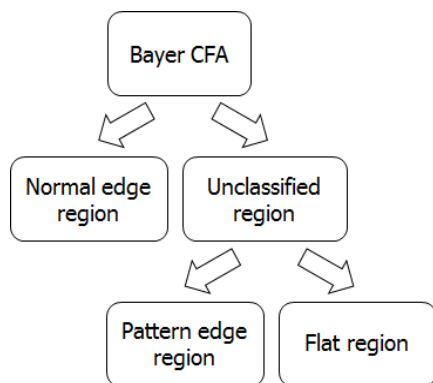 Bayer CFA
Normal edge
region
Unclassified
region
Pattern edge
region
Flat region